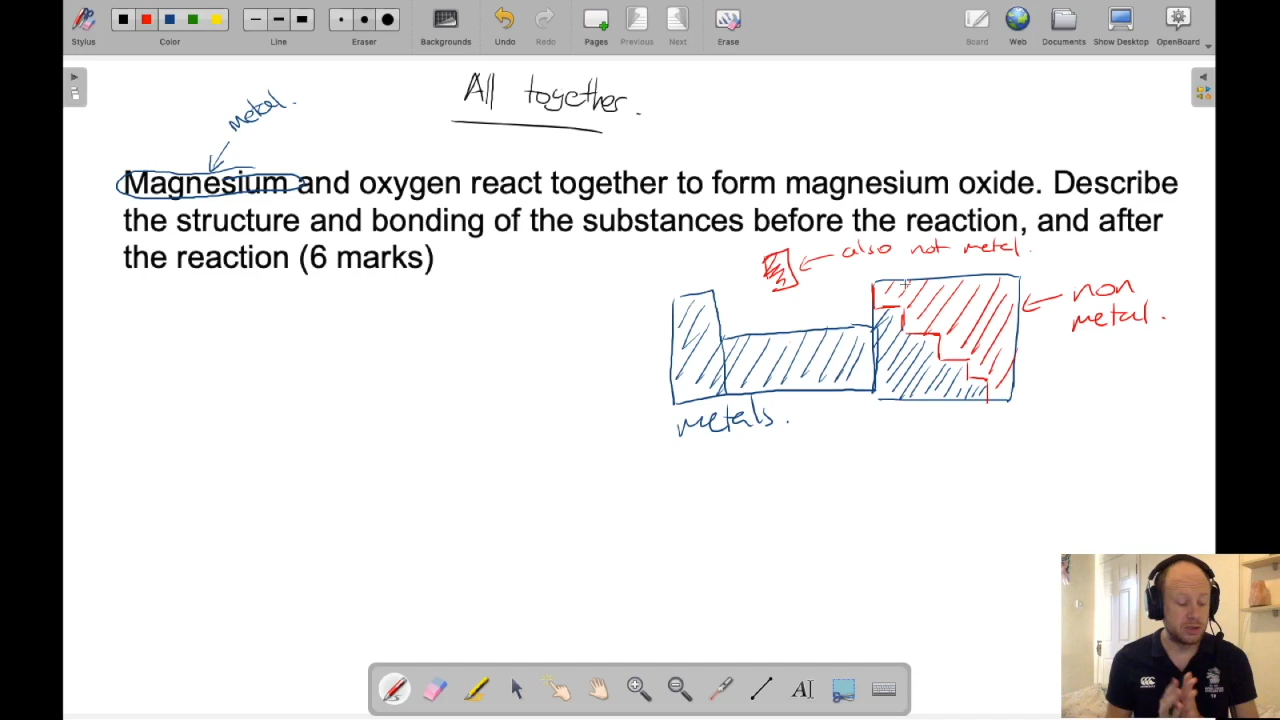 Stylus
Color
Line
Eraser
Backgrounds
Undo
Redo
Pages
Previous
Next
Erase
Board
Web
Documents
Show Desktop
OpenBoard
All together.
metal.
Magnesium and oxygen react together to form magnesium oxide. Describe
the structure and bonding of the substances before the reaction, and after
the reaction (6 marks)
also not metal.
non
metal.
metals.